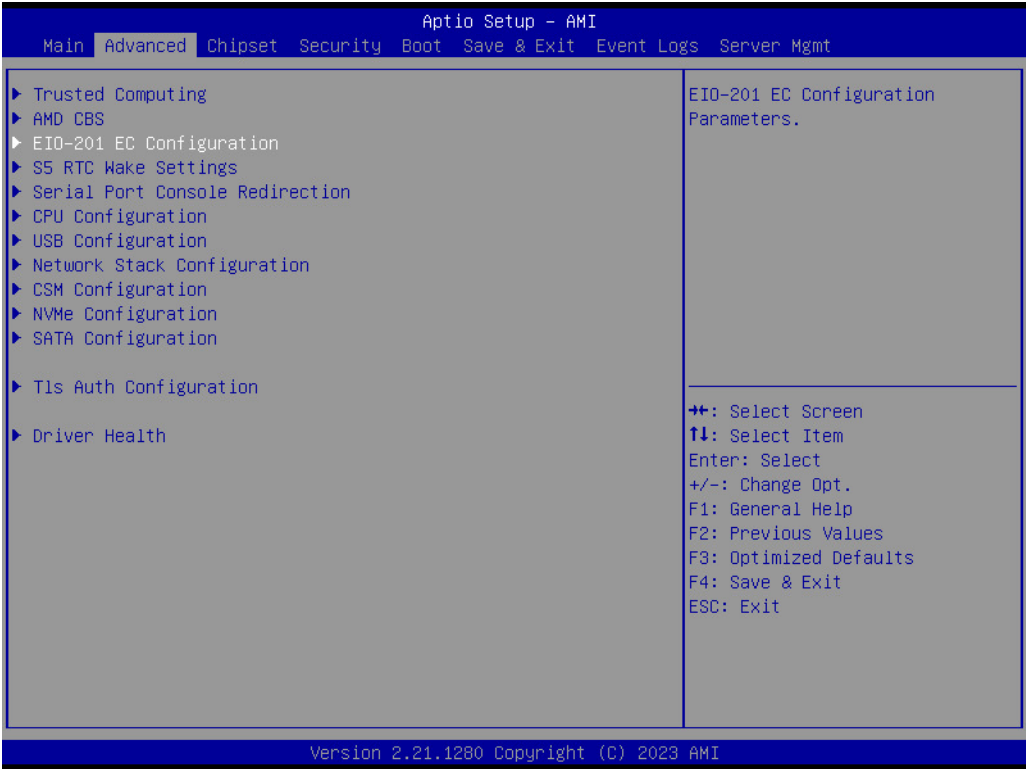 Aptio Setup – AMI
Main Advanced Chipset Security Boot Save & Exit Event Logs Server Mgmt
▶ Trusted Computing
▶ AMD CBS
▶ EIO-201 EC Configuration
▶ S5 RTC Wake Settings
▶ Serial Port Console Redirection
▶ CPU Configuration
▶ USB Configuration
▶ Network Stack Configuration
▶ CSM Configuration
▶ NVMe Configuration
▶ SATA Configuration
▶ Tls Auth Configuration
▶ Driver Health
EIO-201 EC Configuration
Parameters.
→←: Select Screen
↑↓: Select Item
Enter: Select
+/-: Change Opt.
F1: General Help
F2: Previous Values
F3: Optimized Defaults
F4: Save & Exit
ESC: Exit
Version 2.21.1280 Copyright (C) 2023 AMI